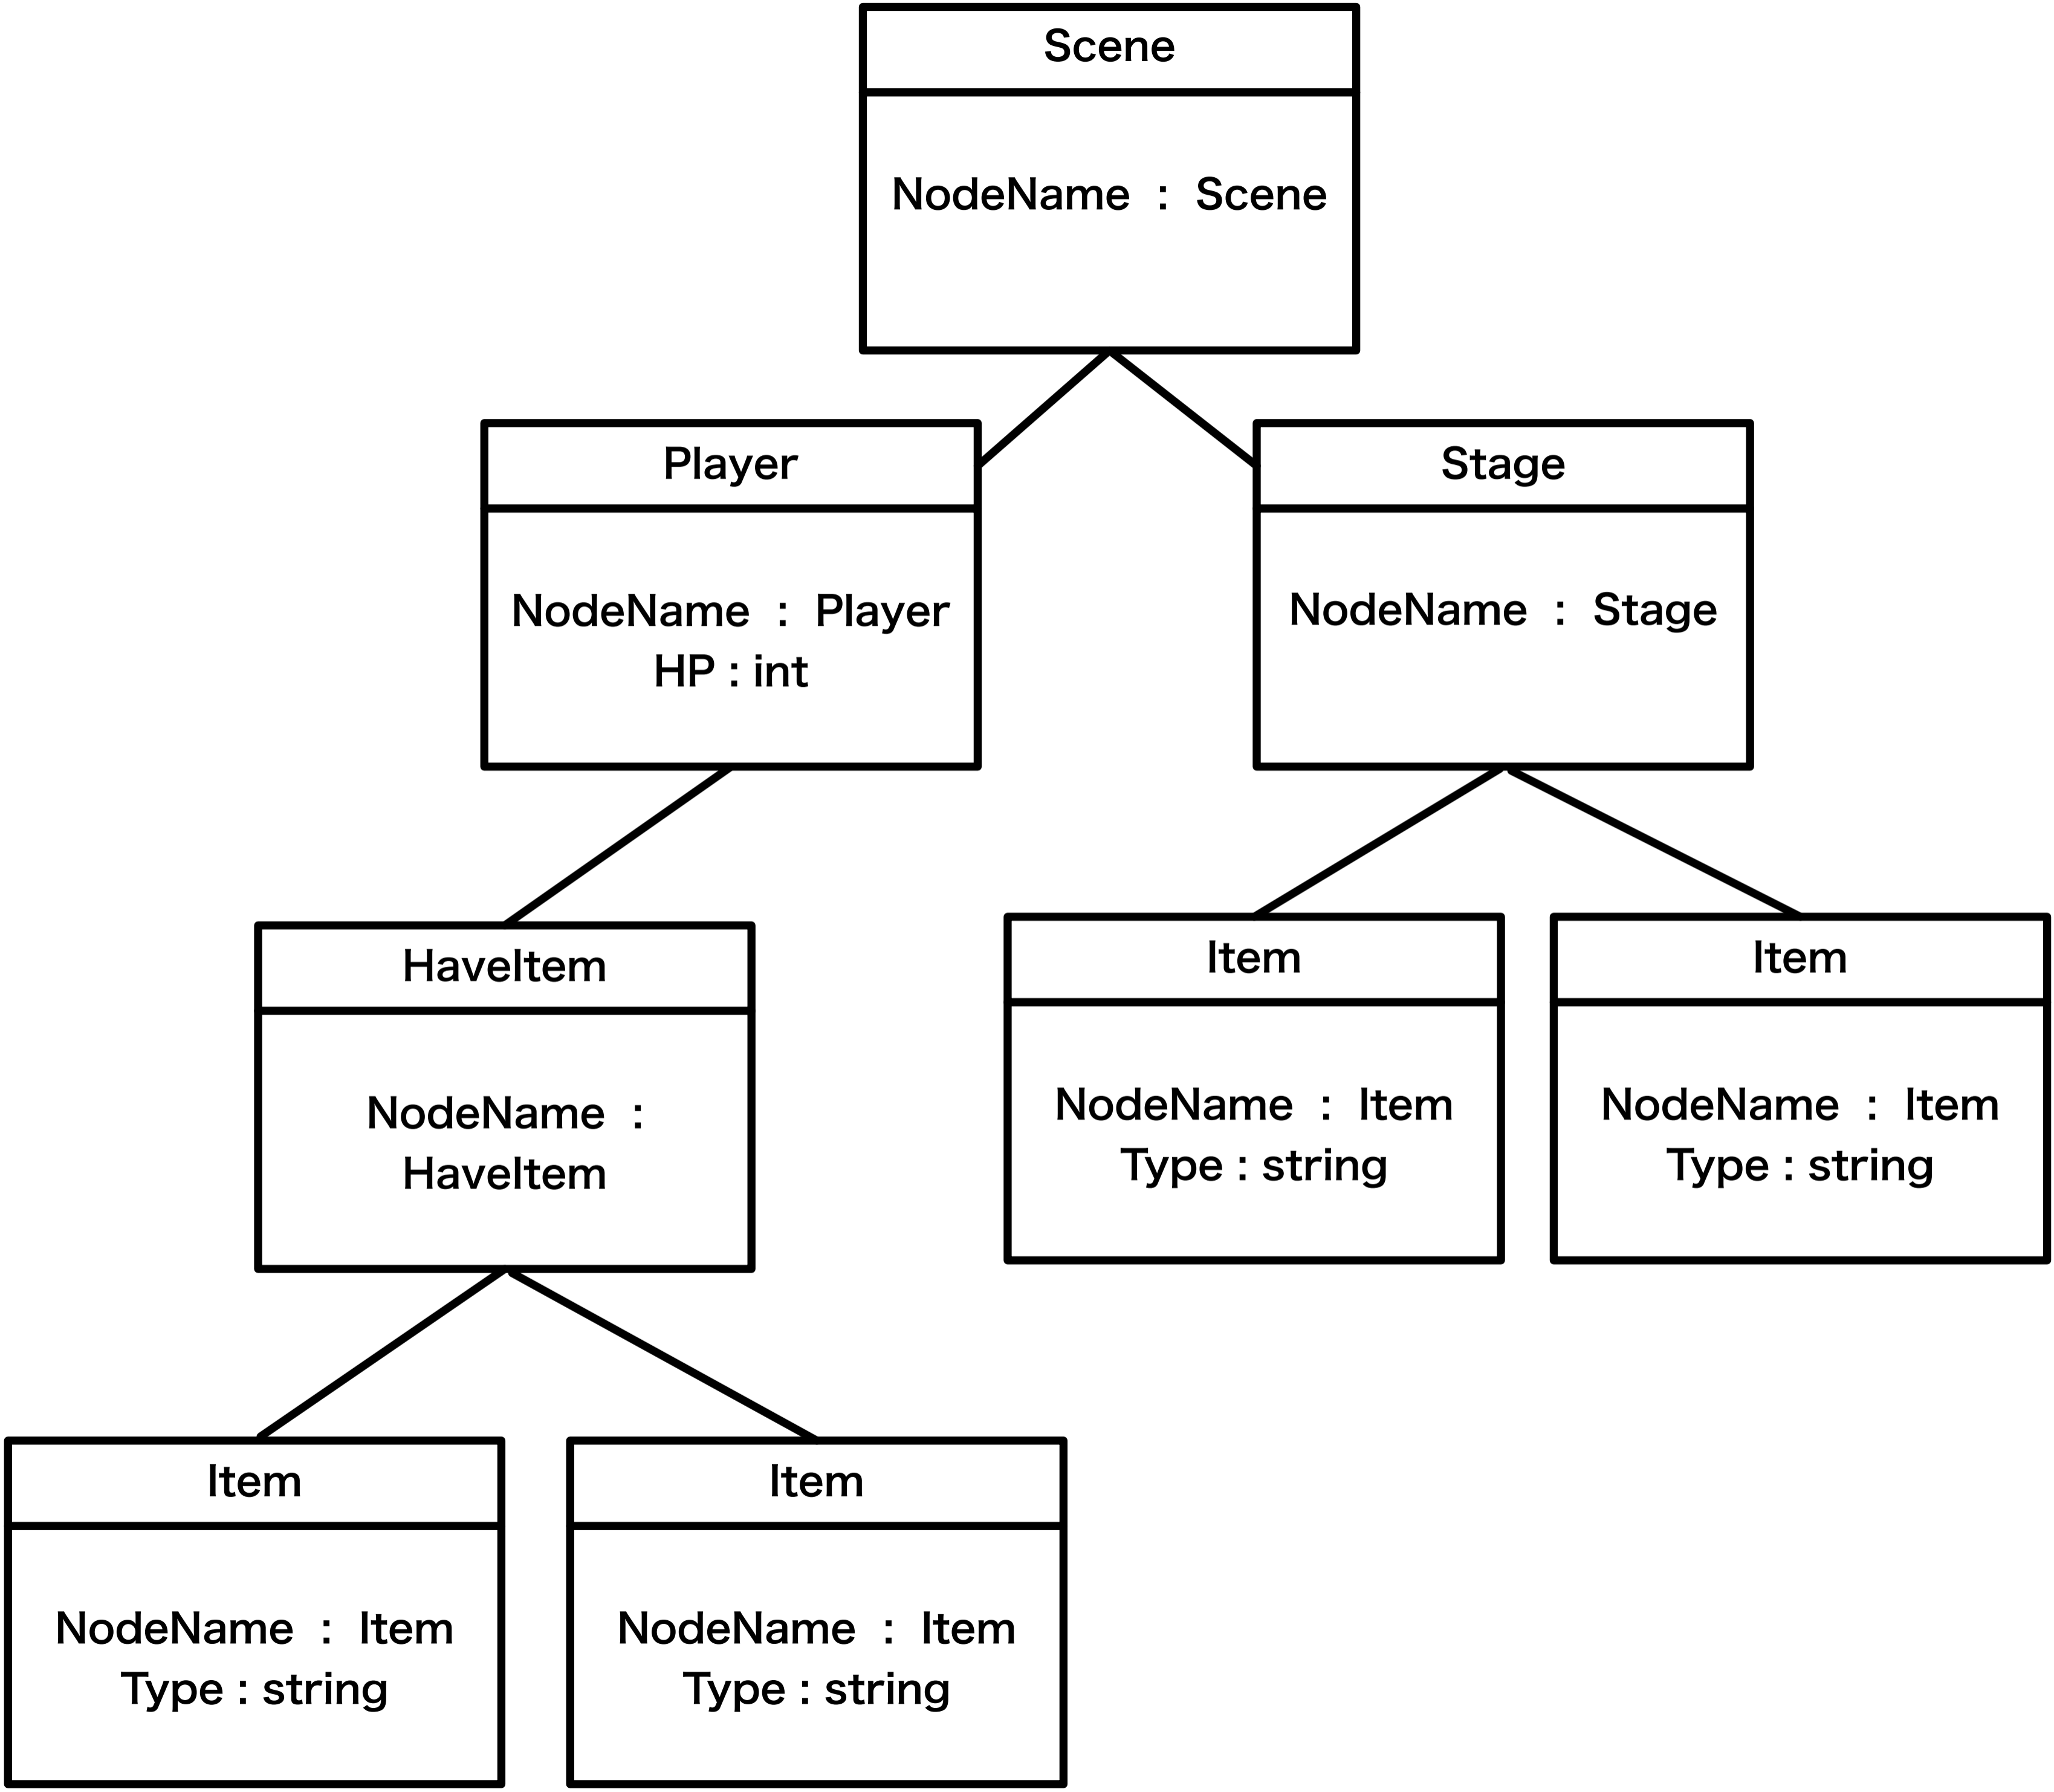 Scene
NodeName : Scene
Player
NodeName : Player
HP : int
Stage
NodeName : Stage
HaveItem
NodeName :
HaveItem
Item
NodeName : Item
Type : string
Item
NodeName : Item
Type : string
Item
NodeName : Item
Type : string
Item
NodeName : Item
Type : string